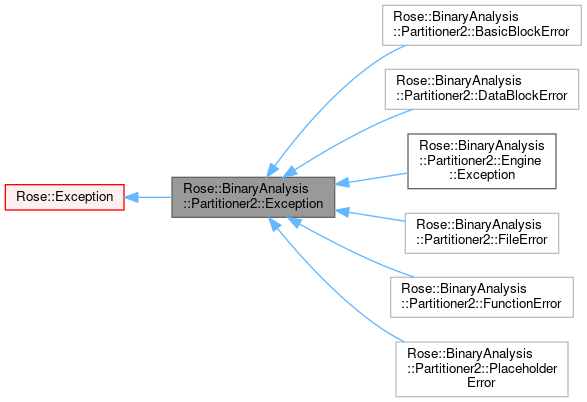 Rose::BinaryAnalysis
::Partitioner2::BasicBlockError
Rose::BinaryAnalysis
::Partitioner2::DataBlockError
Rose::BinaryAnalysis
::Partitioner2::Engine
::Exception
Rose::Exception
Rose::BinaryAnalysis
::Partitioner2::Exception
Rose::BinaryAnalysis
::Partitioner2::FileError
Rose::BinaryAnalysis
::Partitioner2::FunctionError
Rose::BinaryAnalysis
::Partitioner2::Placeholder
Error